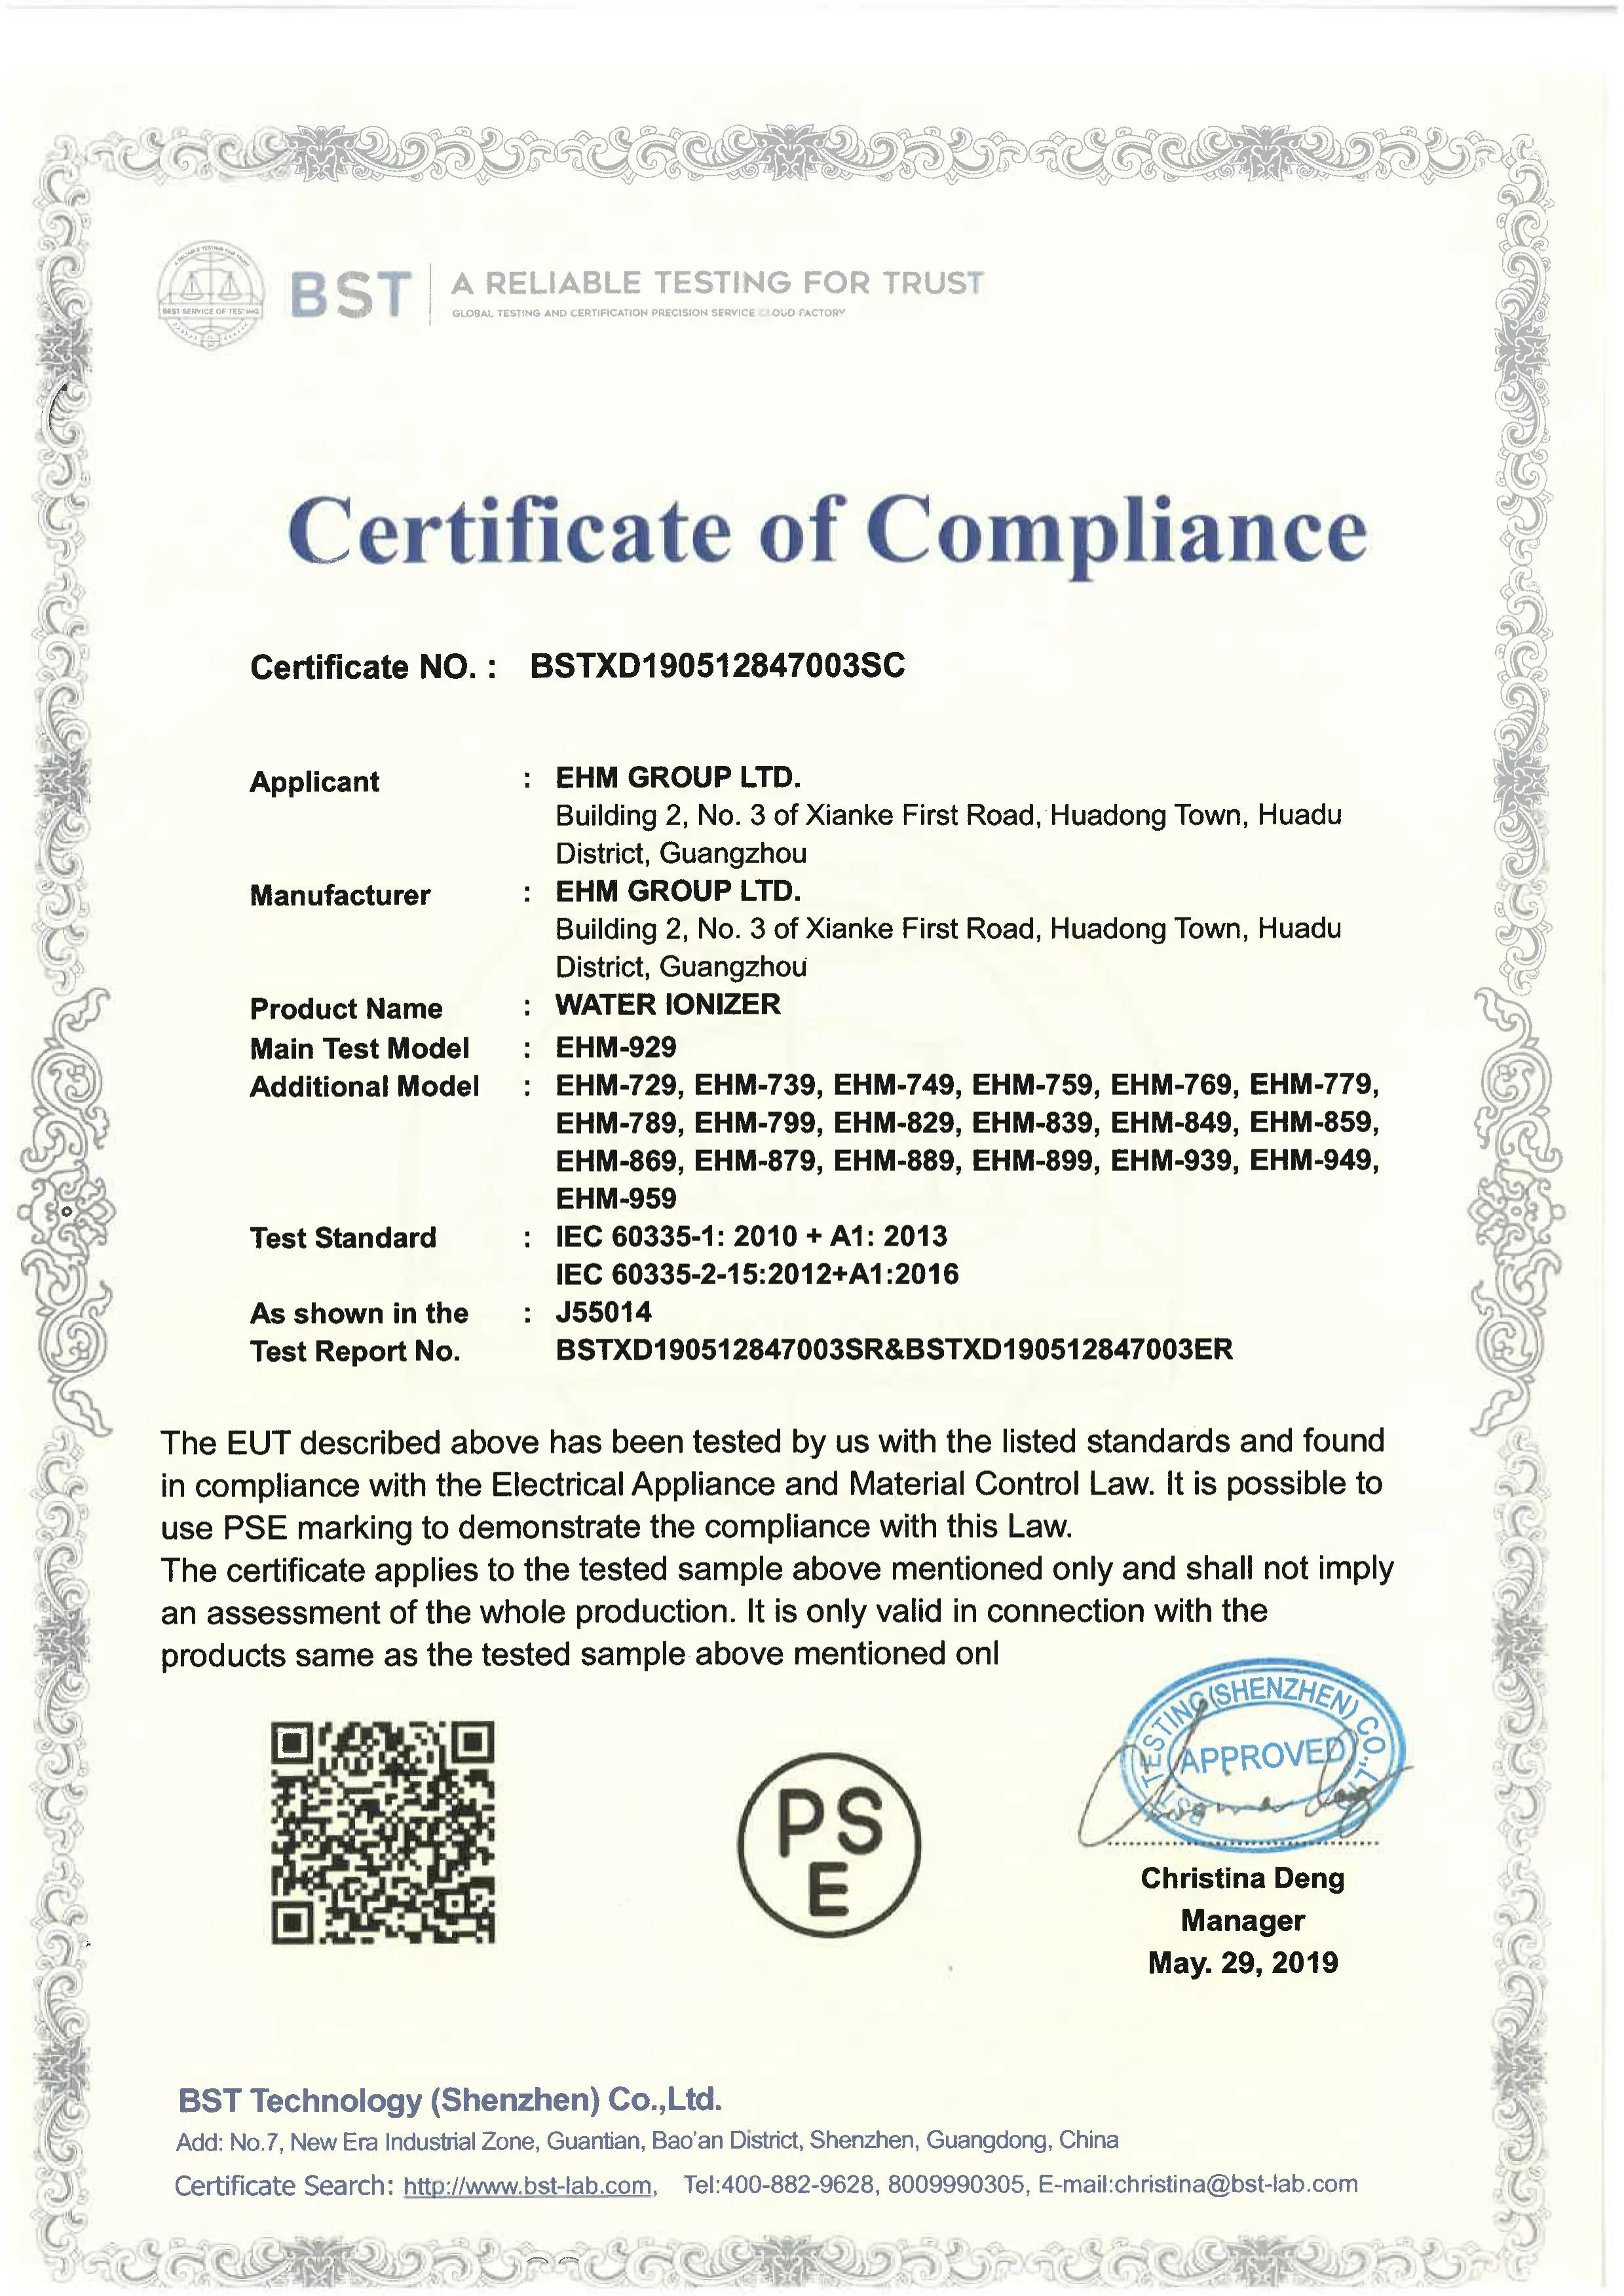 A RELIABLE TESTING FOR TRUST
BEST SERVICE OF TESTING
BST
A RELIABLE TESTING FOR TRUST
GLOBAL TESTING AND CERTIFICATION PRECISION SERVICE CLOUD FACTORY
Certificate of Compliance
Certificate NO. : BSTXD190512847003SC
Applicant : EHM GROUP LTD.
Building 2, No. 3 of Xianke First Road, Huadong Town, Huadu
District, Guangzhou
Manufacturer : EHM GROUP LTD.
Building 2, No. 3 of Xianke First Road, Huadong Town, Huadu
District, Guangzhou
Product Name : WATER IONIZER
Main Test Model : EHM-929
Additional Model : EHM-729, EHM-739, EHM-749, EHM-759, EHM-769, EHM-779,
EHM-789, EHM-799, EHM-829, EHM-839, EHM-849, EHM-859,
EHM-869, EHM-879, EHM-889, EHM-899, EHM-939, EHM-949,
EHM-959
Test Standard : IEC 60335-1: 2010 + A1: 2013
IEC 60335-2-15:2012+A1:2016
As shown in the : J55014
Test Report No. BSTXD190512847003SR&BSTXD190512847003ER
The EUT described above has been tested by us with the listed standards and found
in compliance with the Electrical Appliance and Material Control Law. It is possible to
use PSE marking to demonstrate the compliance with this Law.
The certificate applies to the tested sample above mentioned only and shall not imply
an assessment of the whole production. It is only valid in connection with the
products same as the tested sample above mentioned onl
PS
E
BST TESTING(SHENZHEN) CO.,LTD
APPROVED
Christina Deng
Christina Deng
Manager
May. 29, 2019
BST Technology (Shenzhen) Co.,Ltd.
Add: No.7, New Era Industrial Zone, Guantian, Bao'an District, Shenzhen, Guangdong, China
Certificate Search: http://www.bst-lab.com, Tel:400-882-9628, 8009990305, E-mail:christina@bst-lab.com